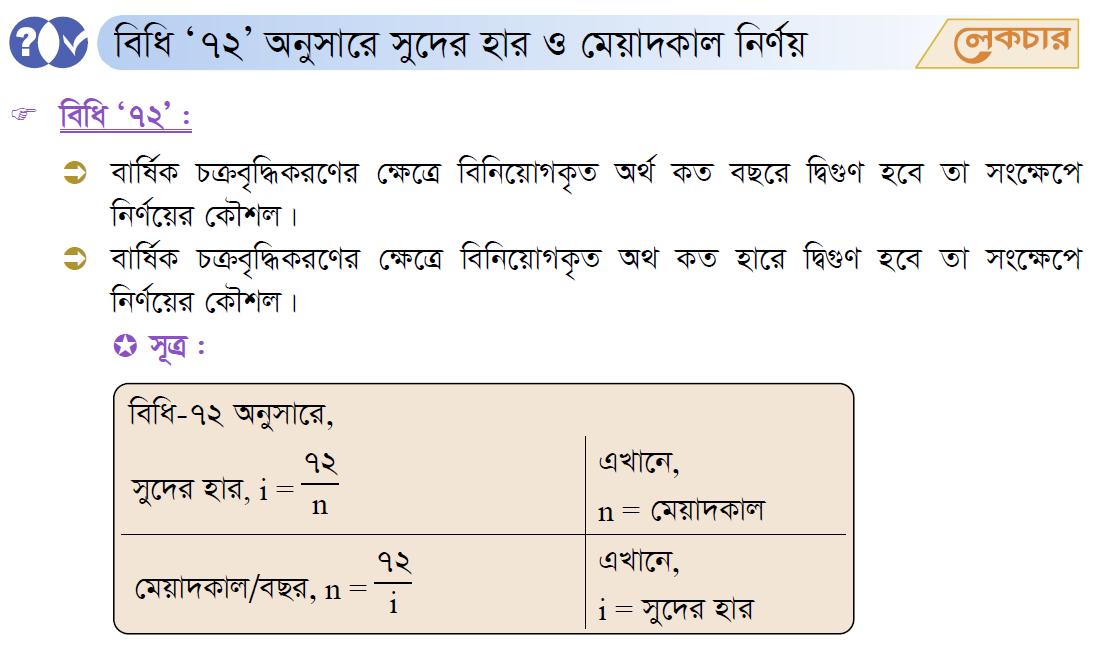 ? বিধি ‘৭২’ অনুসারে সুদের হার ও মেয়াদকাল নির্ণয় লেকচার
বিধি ‘৭২’ :
বার্ষিক চক্রবৃদ্ধিকরণের ক্ষেত্রে বিনিয়োগকৃত অর্থ কত বছরে দ্বিগুণ হবে তা সংক্ষেপে
নির্ণয়ের কৌশল।
বার্ষিক চক্রবৃদ্ধিকরণের ক্ষেত্রে বিনিয়োগকৃত অথ কত হারে দ্বিগুণ হবে তা সংক্ষেপে
নির্ণয়ের কৌশল।
সূত্র :
বিধি-৭২ অনুসারে,
সুদের হার, i = ৭২/n
এখানে,
n = মেয়াদকাল
মেয়াদকাল/বছর, n = ৭২/i
এখানে,
i = সুদের হার